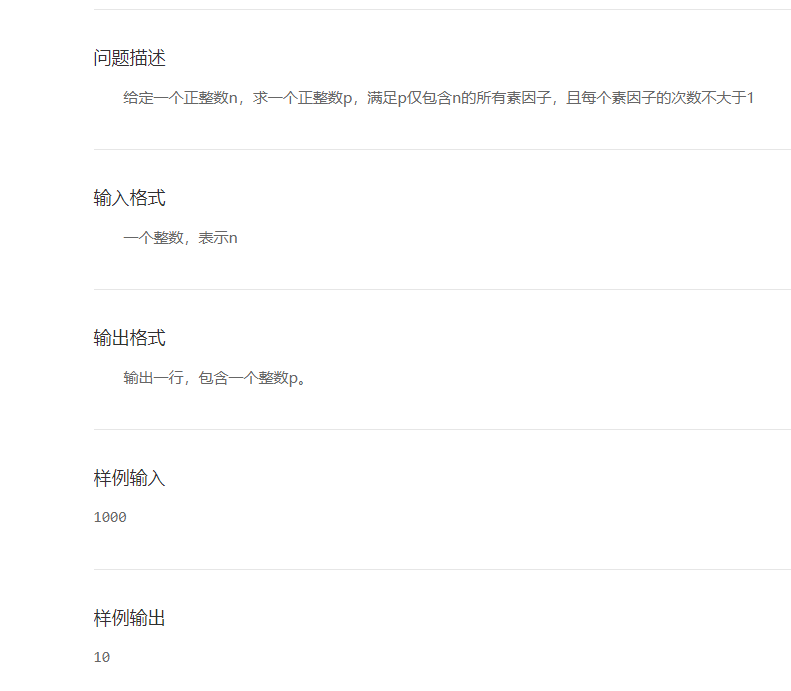 问题描述
给定一个正整数n，求一个正整数p，满足p仅包含n的所有素因子，且每个素因子的次数不大于1
输入格式
一个整数，表示n
输出格式
输出一行，包含一个整数p。
样例输入
1000
样例输出
10